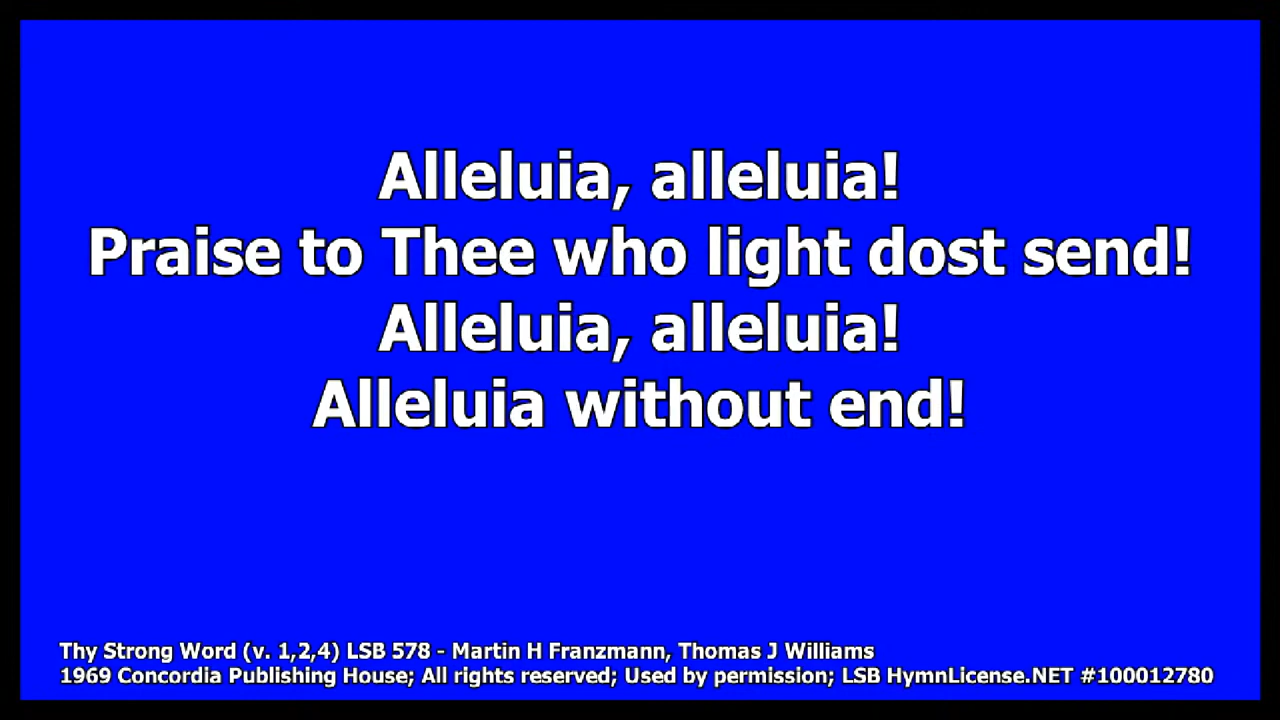 Alleluia, alleluia!
Praise to Thee who light dost send!
Alleluia, alleluia!
Alleluia without end!
Thy Strong Word (v. 1,2,4) LSB 578 - Martin H Franzmann, Thomas J Williams
1969 Concordia Publishing House; All rights reserved; Used by permission; LSB HymnLicense.NET #100012780